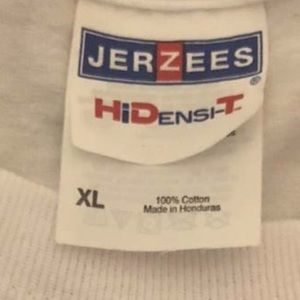 JERZEES
®
HiDENSI-T
XL
100% Cotton
Made in Honduras